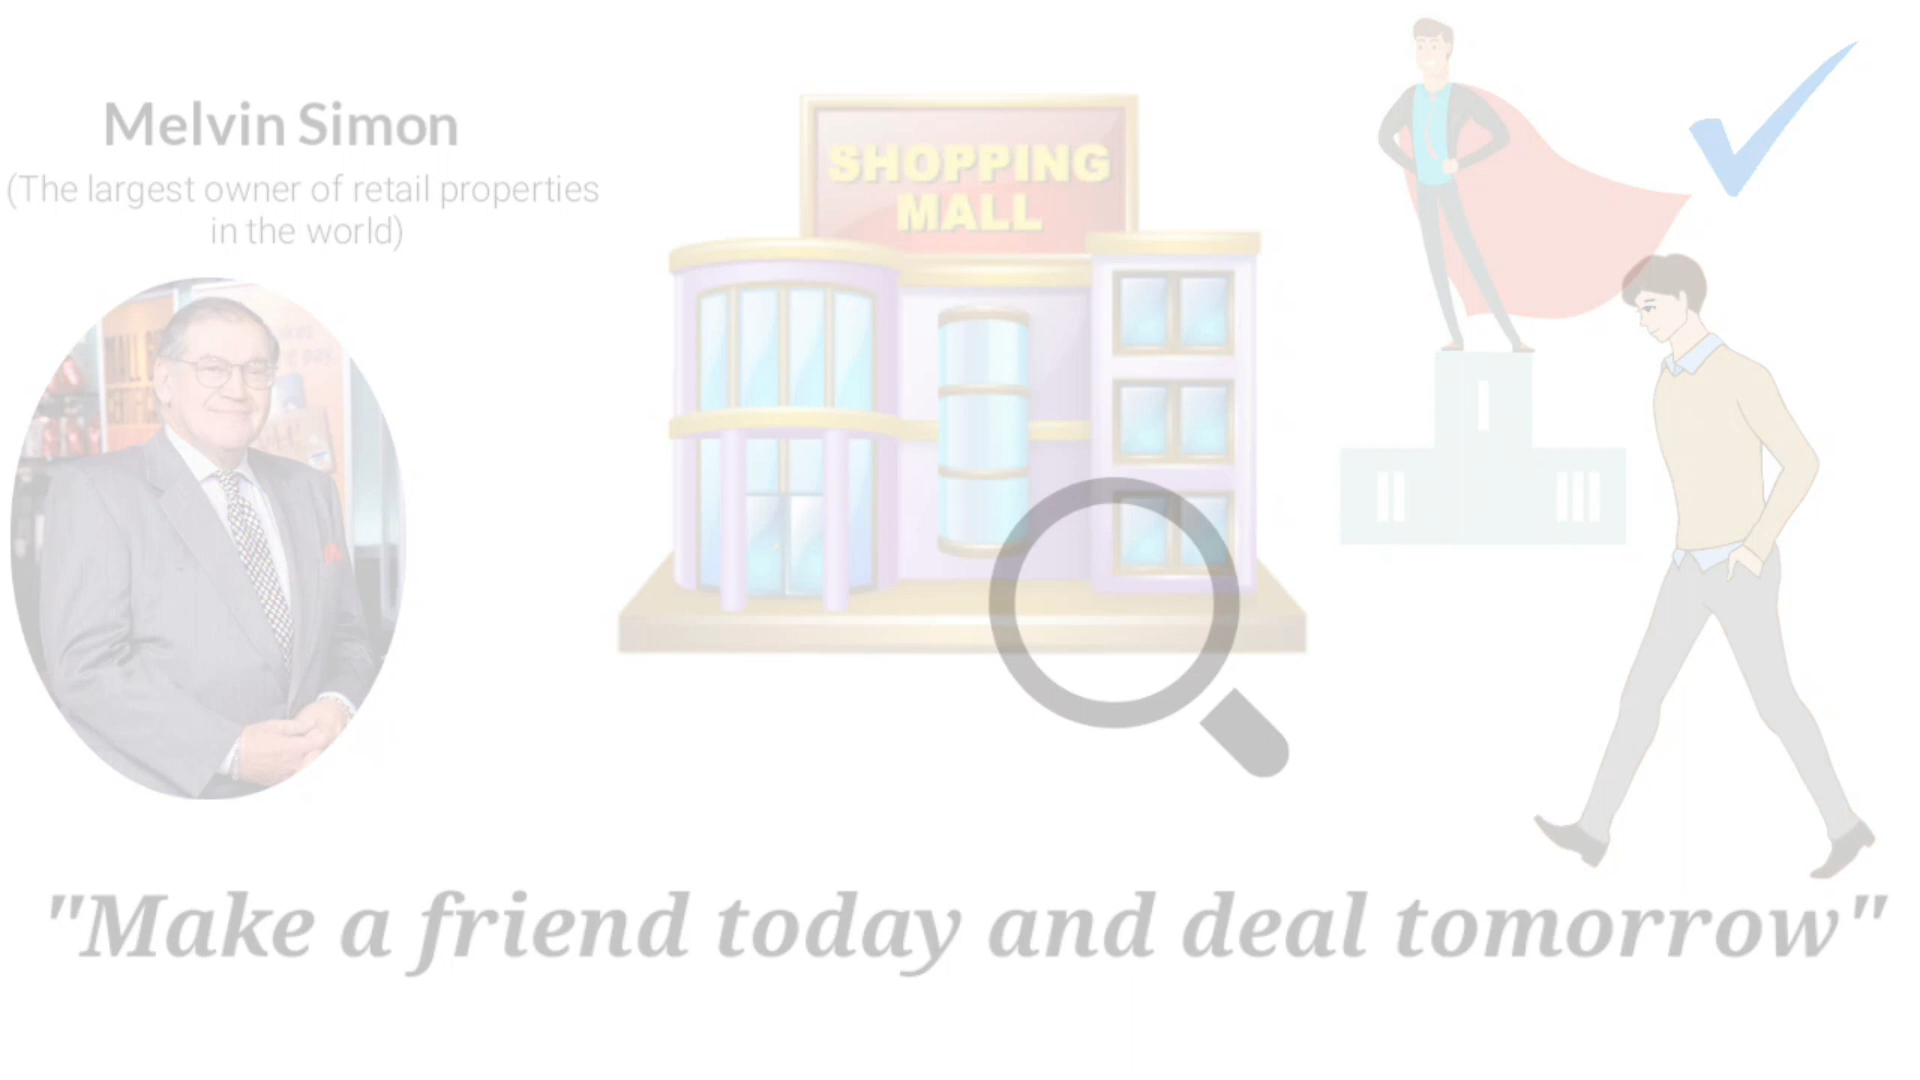 Melvin Simon
(The largest owner of retail properties
in the world)
SHOPPING
MALL
"Make a friend today and deal tomorrow"